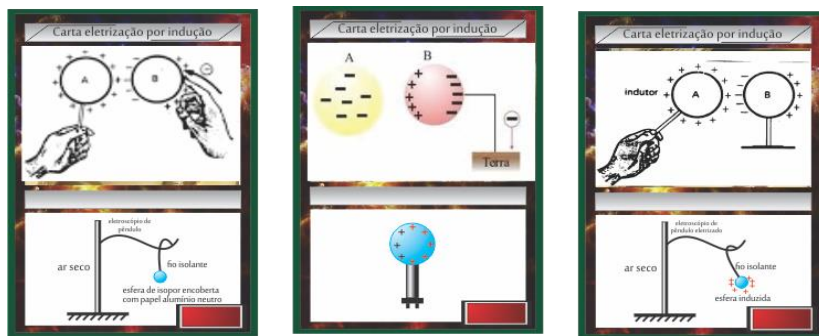 Carta eletrização por indução
A
B
eletroscópio de
pêndulo
ar seco
fio isolante
esfera de isopor encoberta
com papel alumínio neutro
Carta eletrização por indução
A
B
Terra
Carta eletrização por indução
indutor
A
B
eletroscópio de
pêndulo eletrizado
ar seco
fio isolante
esfera induzida